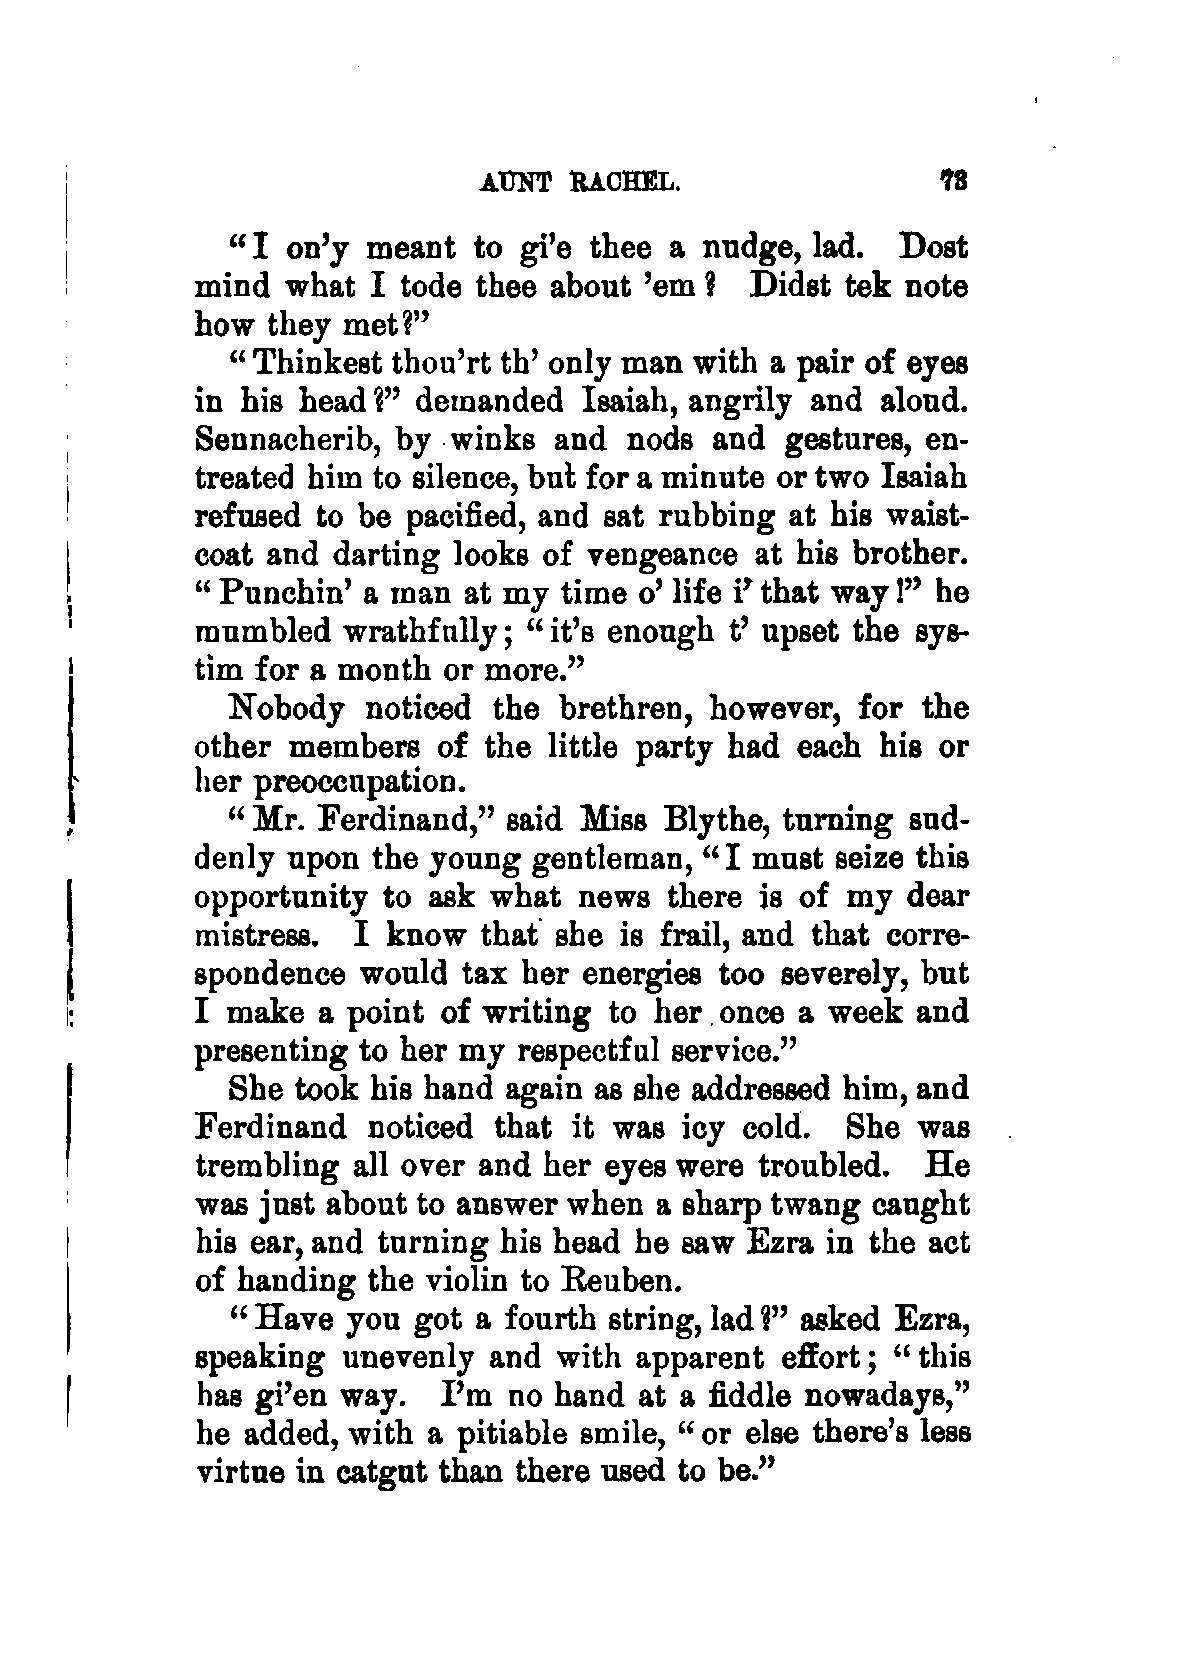 AUNT RACHEL. 73
“I on’y meant to gi’e thee a nudge, lad. Dost
mind what I tode thee about ’em? Didst tek note
how they met?”
“Thinkest thou’rt th’ only man with a pair of eyes
in his head?” demanded Isaiah, angrily and aloud.
Sennacherib, by winks and nods and gestures, en-
treated him to silence, but for a minute or two Isaiah
refused to be pacified, and sat rubbing at his waist-
coat and darting looks of vengeance at his brother.
“Punchin’ a man at my time o’ life i’ that way!” he
mumbled wrathfully; “it’s enough t’ upset the sys-
tim for a month or more.”
Nobody noticed the brethren, however, for the
other members of the little party had each his or
her preoccupation.
“Mr. Ferdinand,” said Miss Blythe, turning sud-
denly upon the young gentleman, “I must seize this
opportunity to ask what news there is of my dear
mistress. I know that she is frail, and that corre-
spondence would tax her energies too severely, but
I make a point of writing to her once a week and
presenting to her my respectful service.”
She took his hand again as she addressed him, and
Ferdinand noticed that it was icy cold. She was
trembling all over and her eyes were troubled. He
was just about to answer when a sharp twang caught
his ear, and turning his head he saw Ezra in the act
of handing the violin to Reuben.
“Have you got a fourth string, lad?” asked Ezra,
speaking unevenly and with apparent effort; “this
has gi’en way. I’m no hand at a fiddle nowadays,”
he added, with a pitiable smile, “or else there’s less
virtue in catgut than there used to be.”